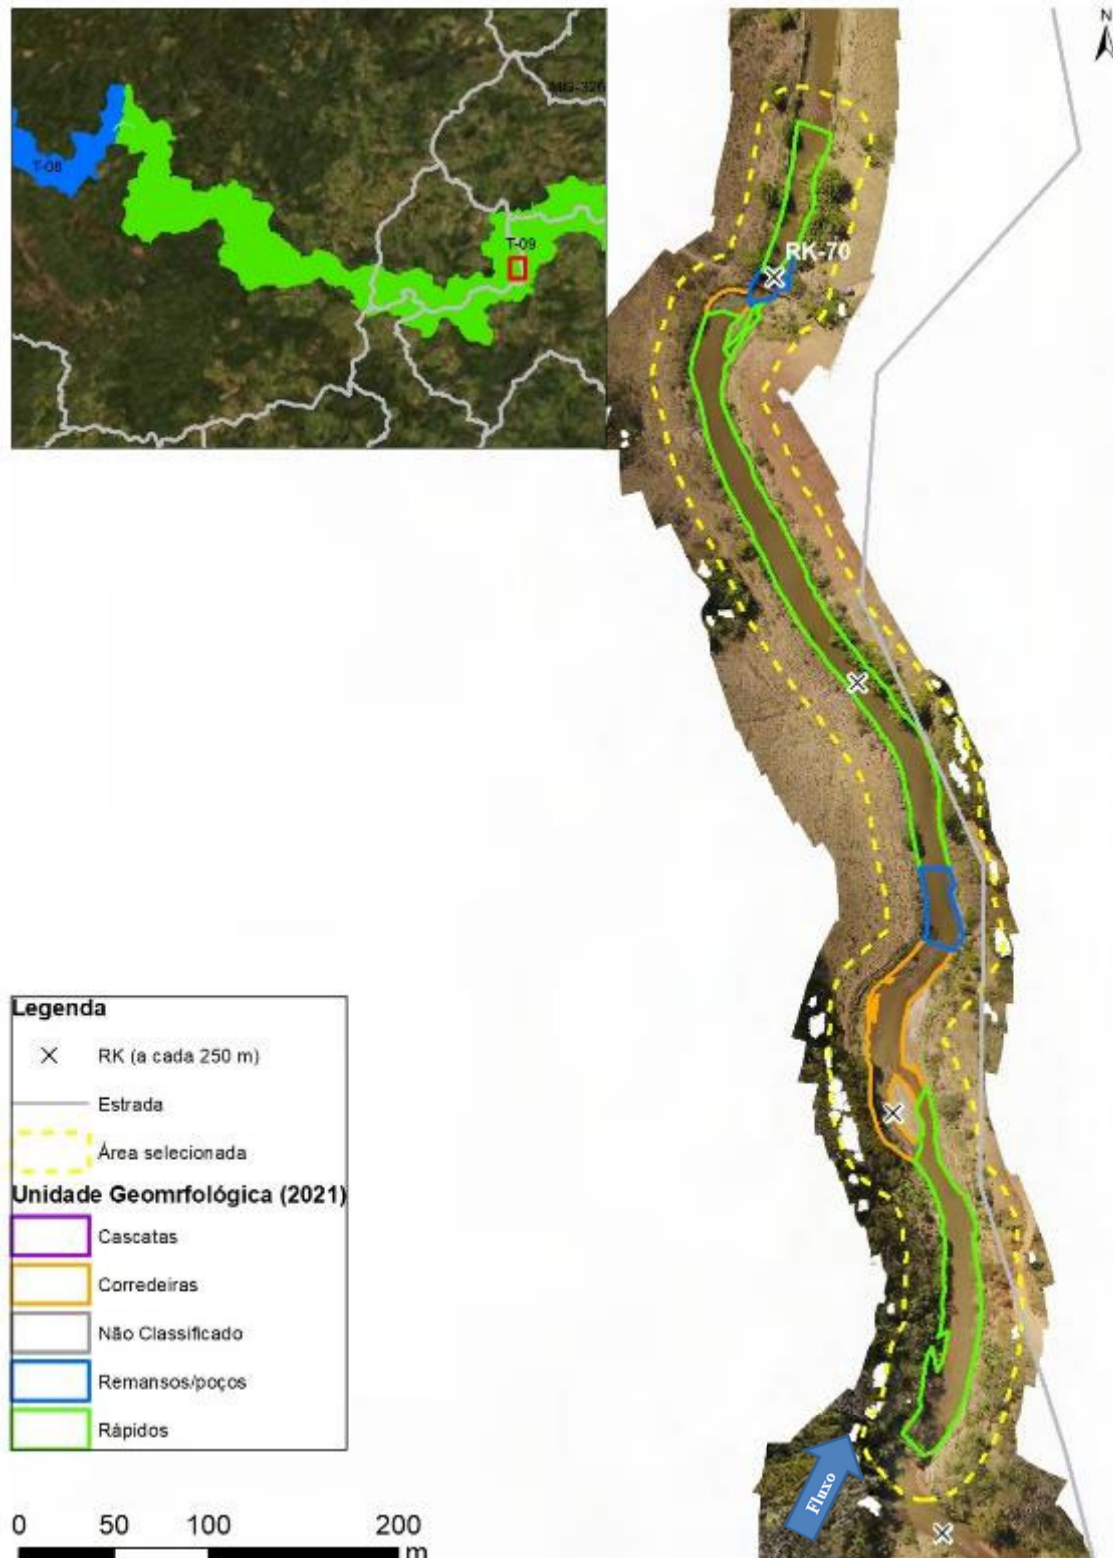 N
MG-326
T-08
T-09
RK-70
Legenda
RK (a cada 250 m)
Estrada
Área selecionada
Unidade Geomrfológica (2021)
Cascatas
Corredeiras
Não Classificado
Remansos/poços
Rápidos
Fluxo
0 50 100 200
m